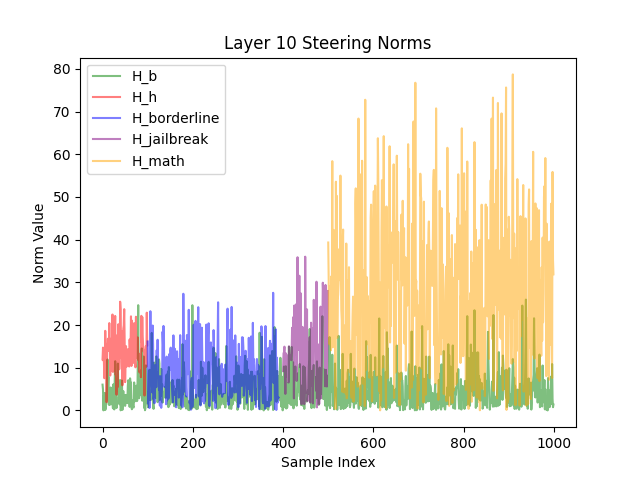 Layer 10 Steering Norms
H_b
H_h
H_borderline
H_jailbreak
H_math
Norm Value
80
70
60
50
40
30
20
10
0
0 200 400 600 800 1000
Sample Index